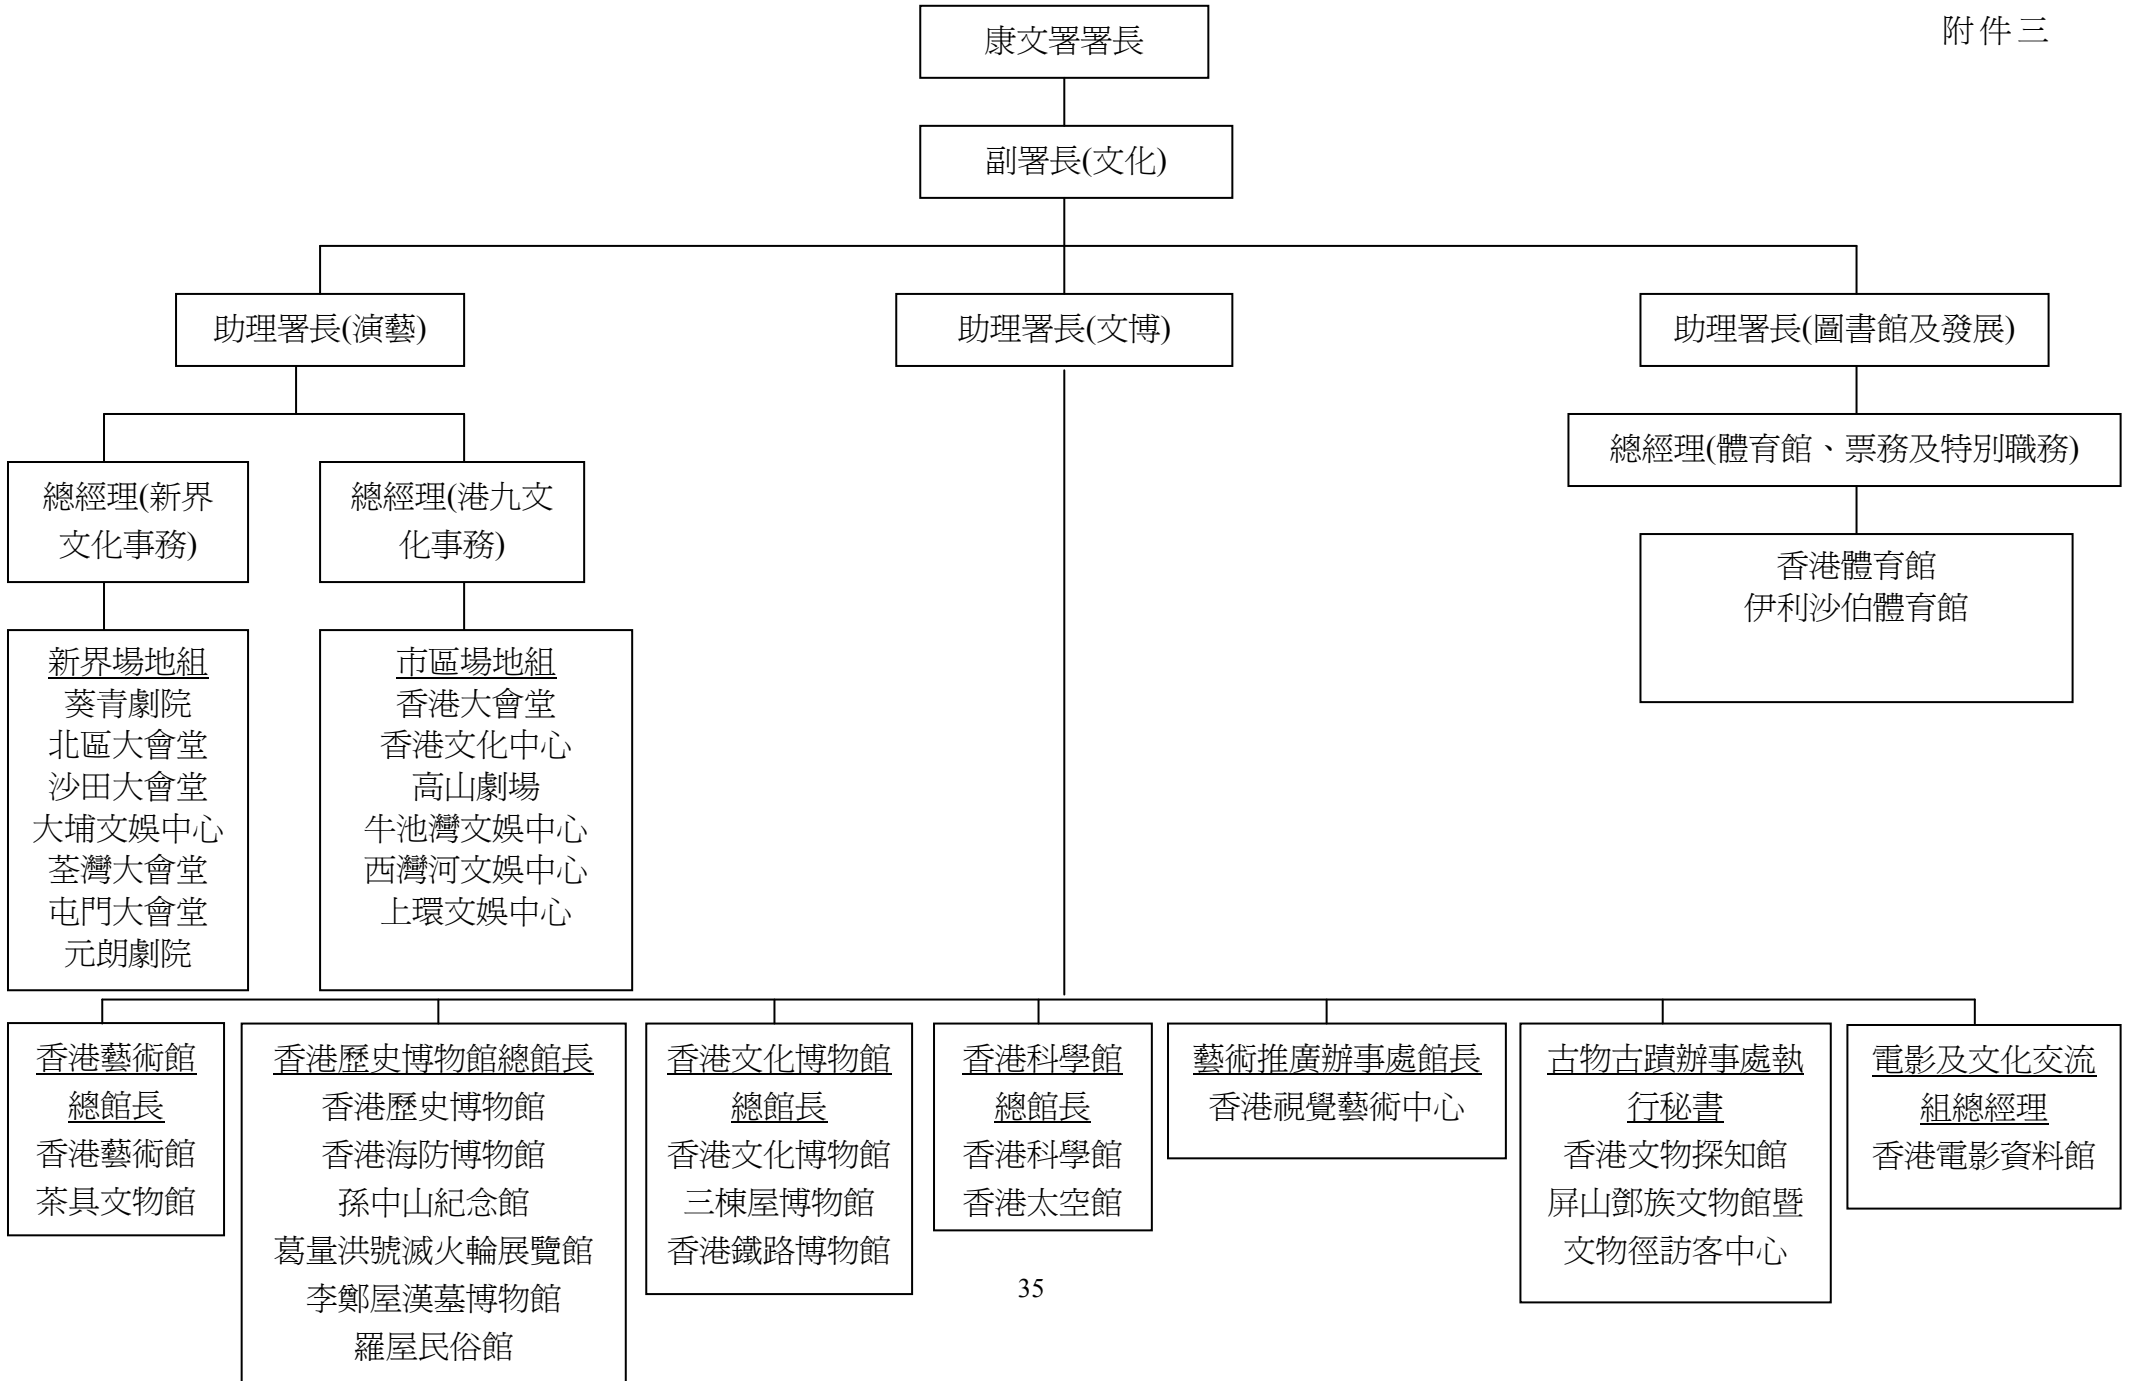 附件三
康文署署長
副署長(文化)
助理署長(演藝)
助理署長(文博)
助理署長(圖書館及發展)
總經理(體育館、票務及特別職務)
總經理(新界
文化事務)
總經理(港九文
化事務)
香港體育館
伊利沙伯體育館
新界場地組
葵青劇院
北區大會堂
沙田大會堂
大埔文娛中心
荃灣大會堂
屯門大會堂
元朗劇院
市區場地組
香港大會堂
香港文化中心
高山劇場
牛池灣文娛中心
西灣河文娛中心
上環文娛中心
香港藝術館
總館長
香港藝術館
茶具文物館
香港歷史博物館總館長
香港歷史博物館
香港海防博物館
孫中山紀念館
葛量洪號滅火輪展覽館
李鄭屋漢墓博物館
羅屋民俗館
香港文化博物館
總館長
香港文化博物館
三棟屋博物館
香港鐵路博物館
香港科學館
總館長
香港科學館
香港太空館
藝術推廣辦事處館長
香港視覺藝術中心
古物古蹟辦事處執
行秘書
香港文物探知館
屏山鄧族文物館暨
文物徑訪客中心
電影及文化交流
組總經理
香港電影資料館
35